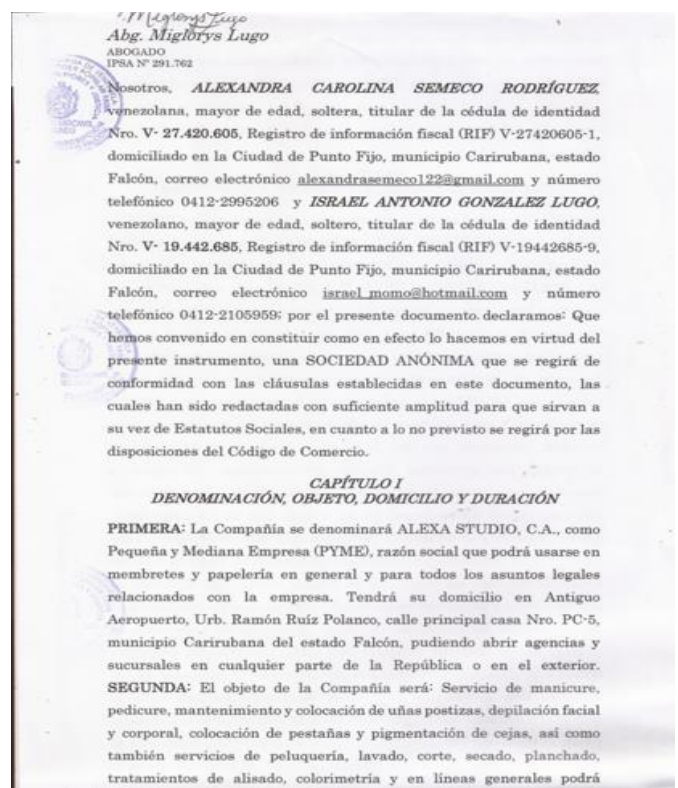 Miglorys Lugo
Abg. Miglorys Lugo
ABOGADO
IPSA Nº 291.762
Nosotros, ALEXANDRA CAROLINA SEMECO RODRÍGUEZ,
venezolana, mayor de edad, soltera, titular de la cédula de identidad
Nro. V- 27.420.605, Registro de información fiscal (RIF) V-27420605-1,
domiciliado en la Ciudad de Punto Fijo, municipio Carirubana, estado
Falcón, correo electrónico alexandrasemeco122@gmail.com y número
telefónico 0412-2995206 y ISRAEL ANTONIO GONZALEZ LUGO,
venezolano, mayor de edad, soltero, titular de la cédula de identidad
Nro. V- 19.442.685, Registro de información fiscal (RIF) V-19442685-9,
domiciliado en la Ciudad de Punto Fijo, municipio Carirubana, estado
Falcón, correo electrónico israel_momo@hotmail.com y número
telefónico 0412-2105959; por el presente documento. declaramos: Que
hemos convenido en constituir como en efecto lo hacemos en virtud del
presente instrumento, una SOCIEDAD ANÓNIMA que se regirá de
conformidad con las cláusulas establecidas en este documento, las
cuales han sido redactadas con suficiente amplitud para que sirvan a
su vez de Estatutos Sociales, en cuanto a lo no previsto se regirá por las
disposiciones del Código de Comercio.
CAPÍTULO I
DENOMINACIÓN, OBJETO, DOMICILIO Y DURACIÓN
PRIMERA: La Compañía se denominará ALEXA STUDIO, C.A., como
Pequeña y Mediana Empresa (PYME), razón social que podrá usarse en
membretes y papelería en general y para todos los asuntos legales
relacionados con la empresa. Tendrá su domicilio en Antiguo
Aeropuerto, Urb. Ramón Ruíz Polanco, calle principal casa Nro. PC-5,
municipio Carirubana del estado Falcón, pudiendo abrir agencias y
sucursales en cualquier parte de la República o en el exterior.
SEGUNDA: El objeto de la Compañía será: Servicio de manicure,
pedicure, mantenimiento y colocación de uñas postizas, depilación facial
y corporal, colocación de pestañas y pigmentación de cejas, así como
también servicios de peluquería, lavado, corte, secado, planchado,
tratamientos de alisado, colorimetría y en líneas generales podrá